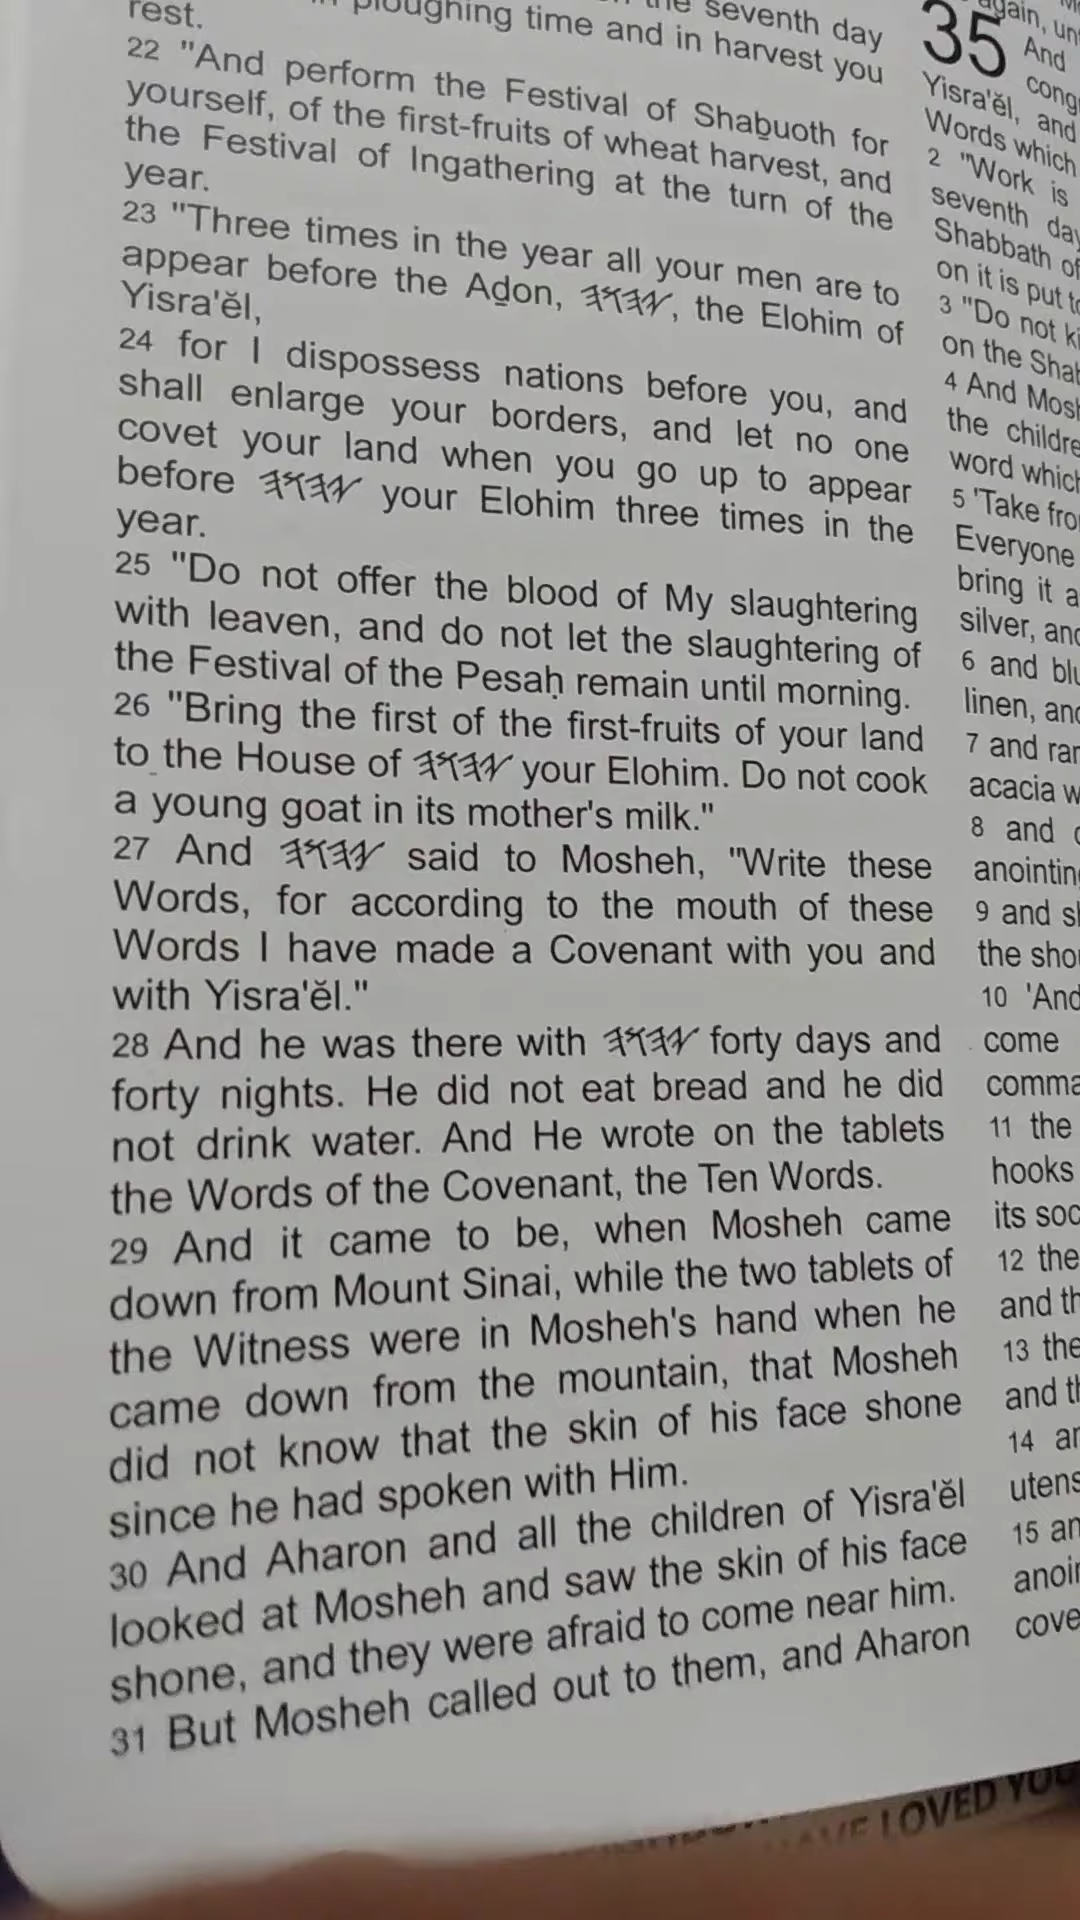 rest.
ploughing time and in harvest you
the seventh day
22 "And perform the Festival of Shaḇuoth for
yourself, of the first-fruits of wheat harvest, and
the Festival of Ingathering at the turn of the
year.
23 "Three times in the year all your men are to
appear before the Aḏon, 𐤉𐤄𐤅𐤄, the Elohim of
Yisra'ěl,
24 for I dispossess nations before you, and
shall enlarge your borders, and let no one
covet your land when you go up to appear
before 𐤉𐤄𐤅𐤄 your Elohim three times in the
year.
25 "Do not offer the blood of My slaughtering
with leaven, and do not let the slaughtering of
the Festival of the Pesaḥ remain until morning.
26 "Bring the first of the first-fruits of your land
to the House of 𐤉𐤄𐤅𐤄 your Elohim. Do not cook
a young goat in its mother's milk."
27 And 𐤉𐤄𐤅𐤄 said to Mosheh, "Write these
Words, for according to the mouth of these
Words I have made a Covenant with you and
with Yisra'ěl."
28 And he was there with 𐤉𐤄𐤅𐤄 forty days and
forty nights. He did not eat bread and he did
not drink water. And He wrote on the tablets
the Words of the Covenant, the Ten Words.
29 And it came to be, when Mosheh came
down from Mount Sinai, while the two tablets of
the Witness were in Mosheh's hand when he
came down from the mountain, that Mosheh
did not know that the skin of his face shone
since he had spoken with Him.
30 And Aharon and all the children of Yisra'ěl
looked at Mosheh and saw the skin of his face
shone, and they were afraid to come near him.
31 But Mosheh called out to them, and Aharon
again, un
35 And
cong
Yisra'ěl, and
Words which
2 "Work is
seventh day
Shabbath of
on it is put to
3 "Do not ki
on the Shab
4 And Mosh
the childre
word which
5 'Take fro
Everyone
bring it a
silver, and
6 and blu
linen, and
7 and ram
acacia w
8 and
anointin
9 and sh
the sho
10 'And
come
comma
11 the
hooks
its soc
12 the
and th
13 the
and th
14 an
utens
15 an
anoin
cove
HAVE LOVED YOU